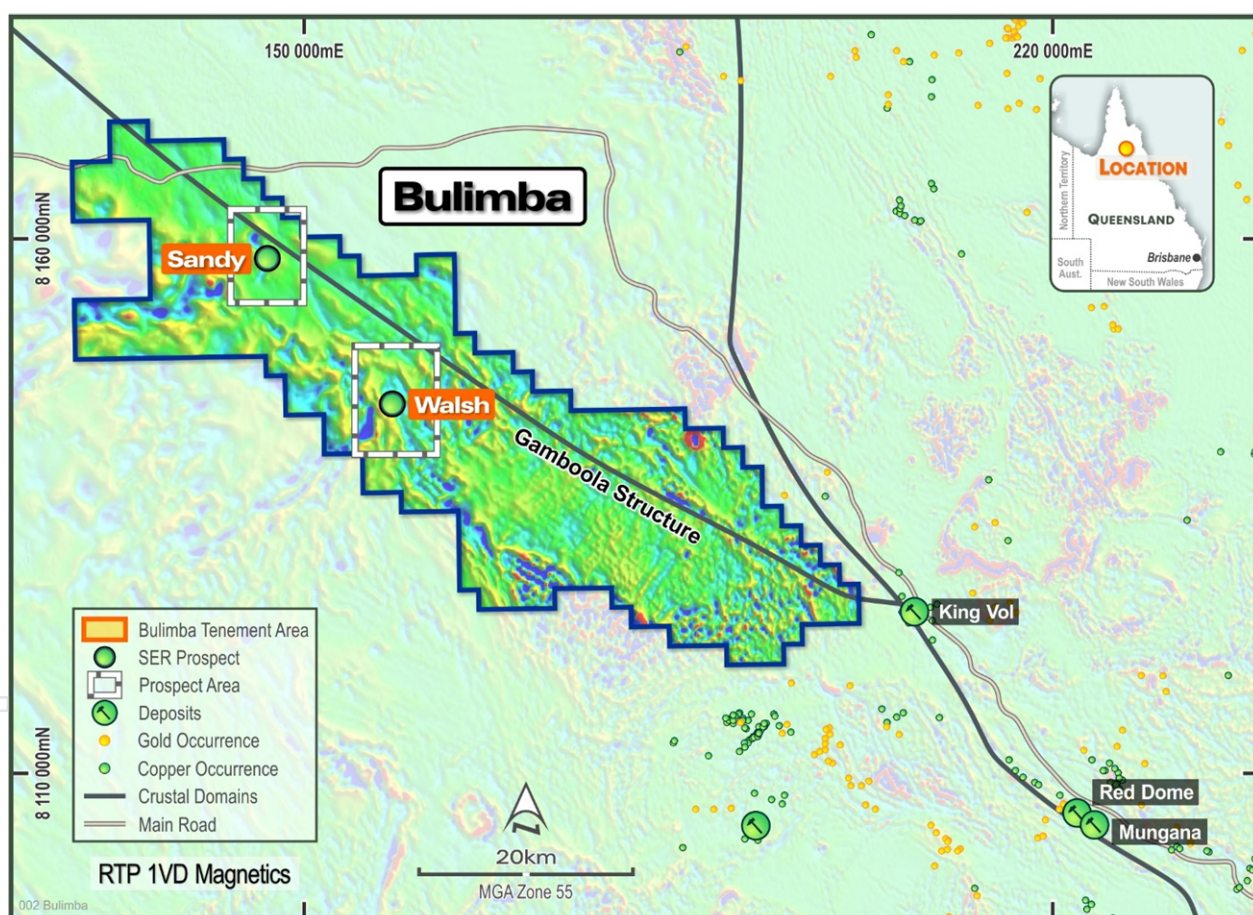 150 000mE
220 000mE
8 160 000mN
8 110 000mN
Bulimba
Sandy
Walsh
Gamboola Structure
King Vol
Red Dome
Mungana
LOCATION
Northern Territory
QUEENSLAND
Brisbane
South
Aust.
New South Wales
Bulimba Tenement Area
SER Prospect
Prospect Area
Deposits
Gold Occurrence
Copper Occurrence
Crustal Domains
Main Road
RTP 1VD Magnetics
N
20km
MGA Zone 55
002 Bulimba